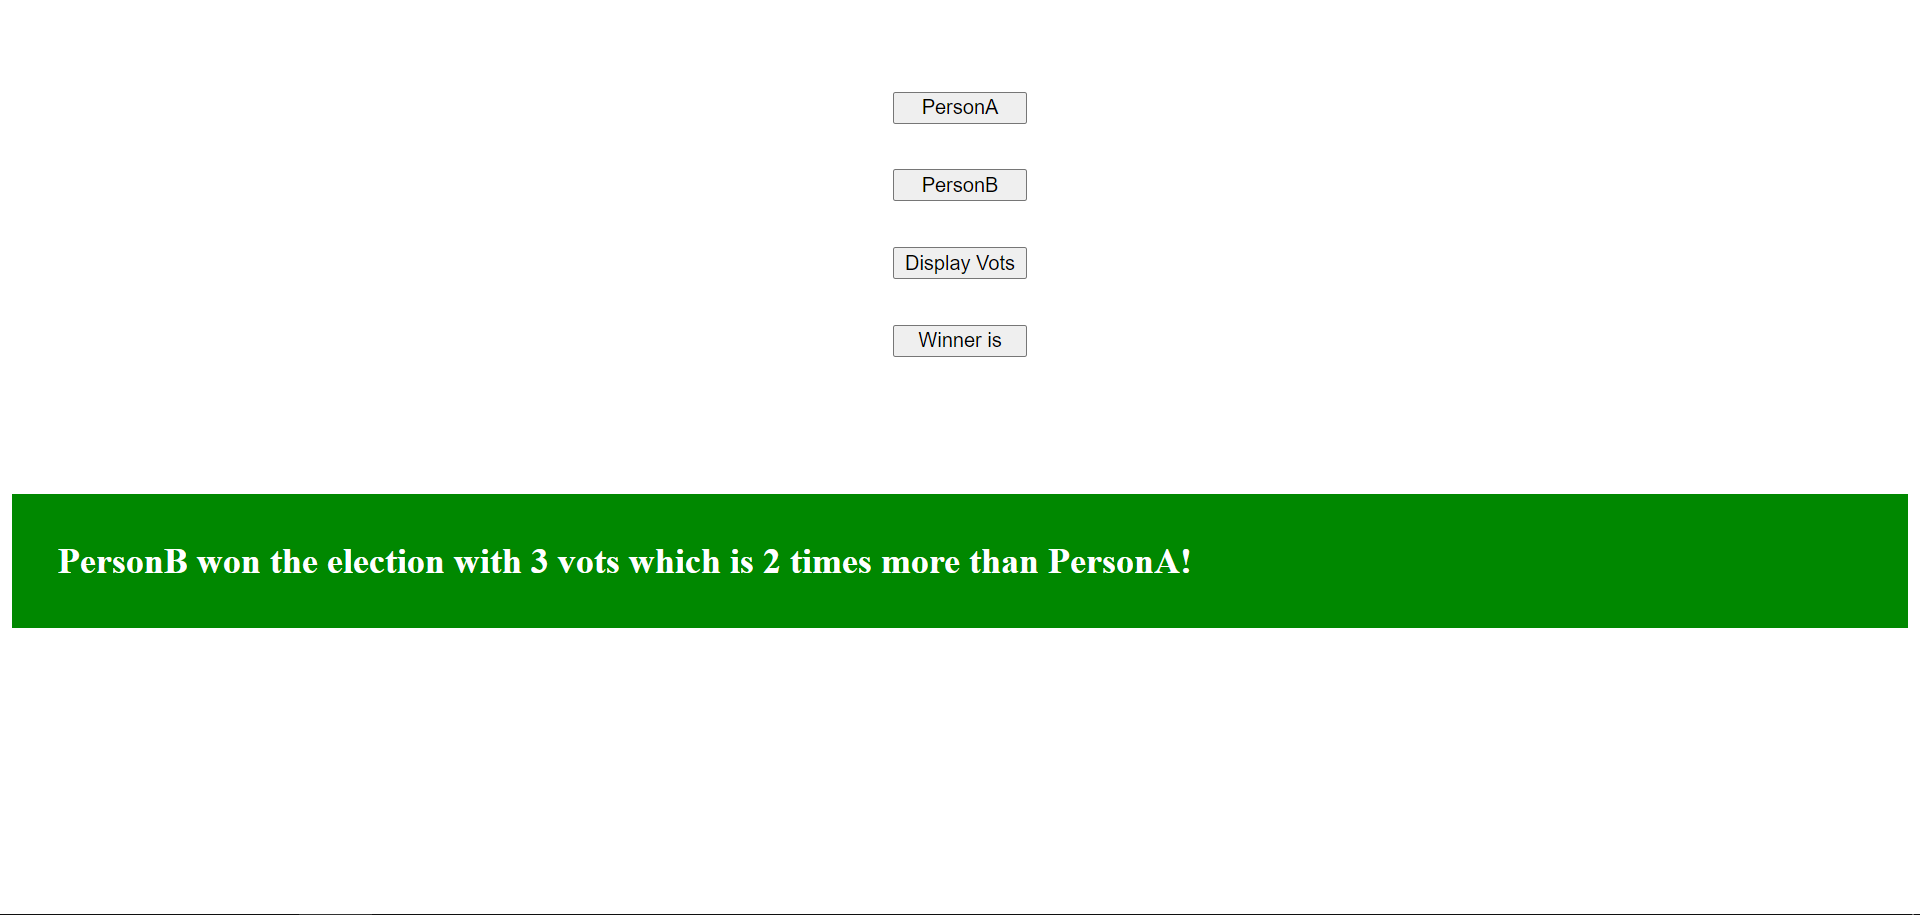 PersonA
PersonB
Display Vots
Winner is
PersonB won the election with 3 vots which is 2 times more than PersonA!